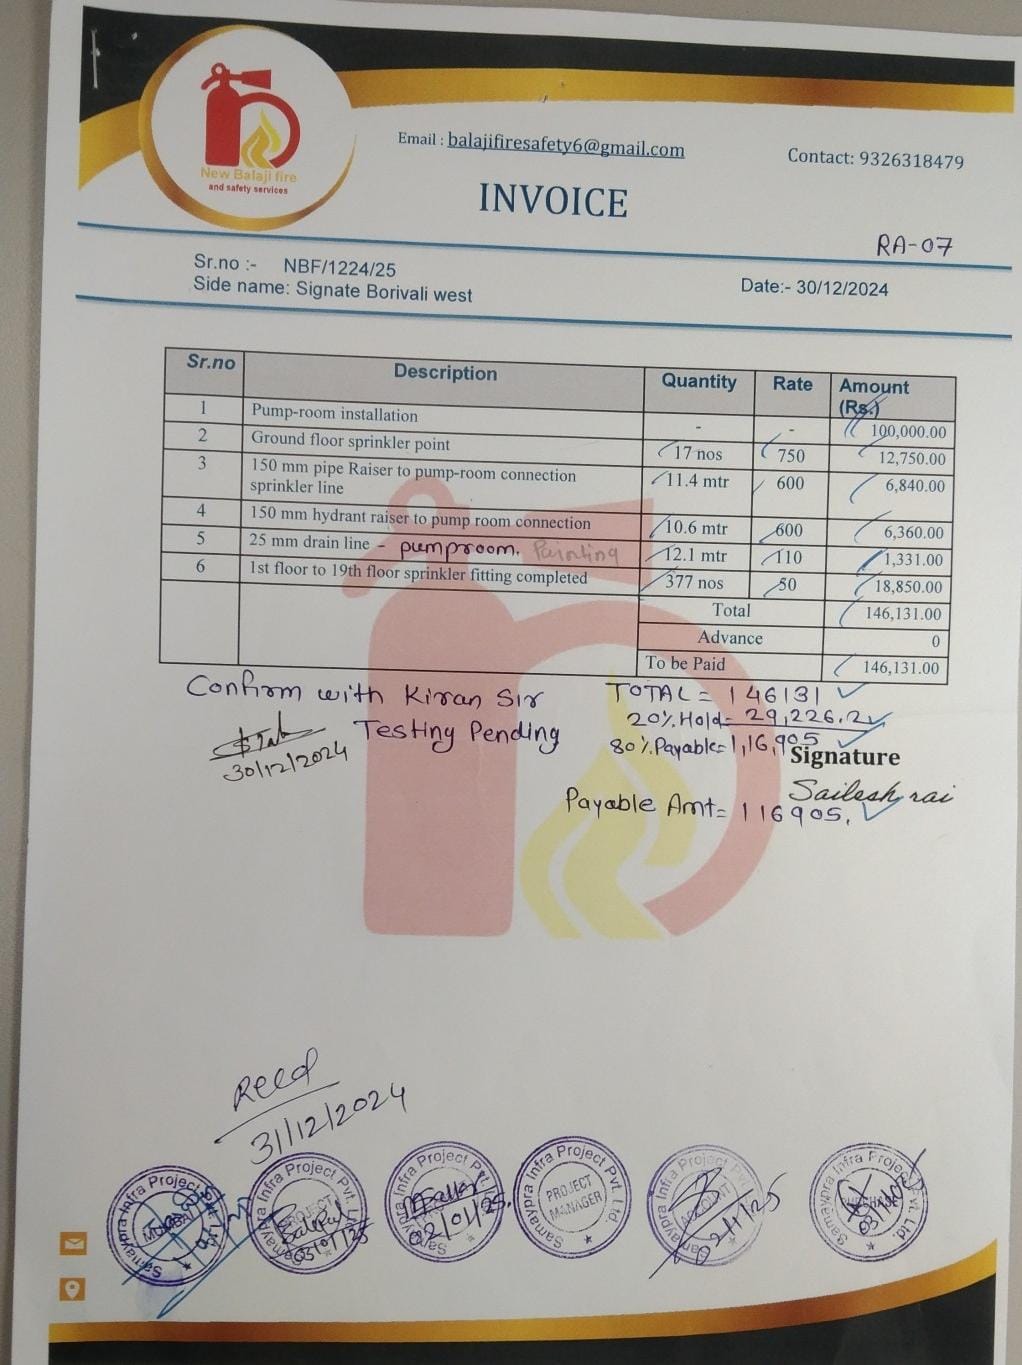 New Balaji fire
and safety services
Email : balajifiresafety6@gmail.com
Contact: 9326318479
INVOICE
RA-07
Sr.no :- NBF/1224/25
Side name: Signate Borivali west
Date:- 30/12/2024
Sr.no Description Quantity Rate Amount (Rs.)
1 Pump-room installation - - 100,000.00
2 Ground floor sprinkler point 17 nos 750 12,750.00
3 150 mm pipe Raiser to pump-room connection 11.4 mtr 600 6,840.00
sprinkler line
4 150 mm hydrant raiser to pump room connection 10.6 mtr 600 6,360.00
5 25 mm drain line - pumproom. Painting 12.1 mtr 110 1,331.00
6 1st floor to 19th floor sprinkler fitting completed 377 nos 50 18,850.00
Total 146,131.00
Advance 0
To be Paid 146,131.00
Confirm with Kiran Sir
Testing Pending
30/12/2024
TOTAL = 146131
20% Hold = 29,226.2
80% Payable = 1,16,905
Signature
Sailesh rai
Payable Amt = 116905.
Recd
31/12/2024
Samaypra Infra Project Pvt. Ltd.
MUMBAI
Samaypra Infra Project Pvt. Ltd.
PROJECT
03/01/25
Samaypra Infra Project Pvt. Ltd.
02/01/25.
Samaypra Infra Project Pvt. Ltd.
PROJECT
MANAGER
Samaypra Infra Project Pvt. Ltd.
ACCOUNT
02/1/25
Samaypra Infra Project Pvt. Ltd.
PURCHASE